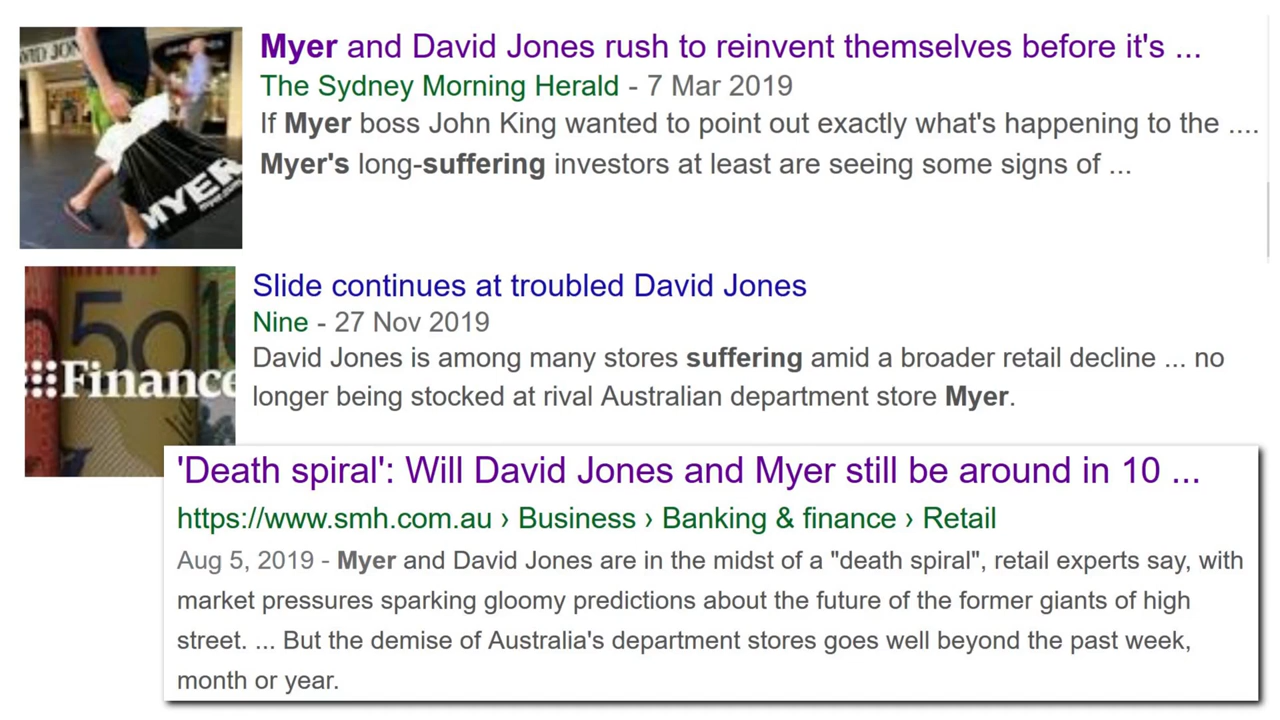 VID JON
MYER
myer.com
Myer and David Jones rush to reinvent themselves before it's ...
The Sydney Morning Herald - 7 Mar 2019
If Myer boss John King wanted to point out exactly what's happening to the ....
Myer's long-suffering investors at least are seeing some signs of ...
50
10
Finance
Slide continues at troubled David Jones
Nine - 27 Nov 2019
David Jones is among many stores suffering amid a broader retail decline ... no
longer being stocked at rival Australian department store Myer.
'Death spiral': Will David Jones and Myer still be around in 10 ...
https://www.smh.com.au › Business › Banking & finance › Retail
Aug 5, 2019 - Myer and David Jones are in the midst of a "death spiral", retail experts say, with
market pressures sparking gloomy predictions about the future of the former giants of high
street. ... But the demise of Australia's department stores goes well beyond the past week,
month or year.